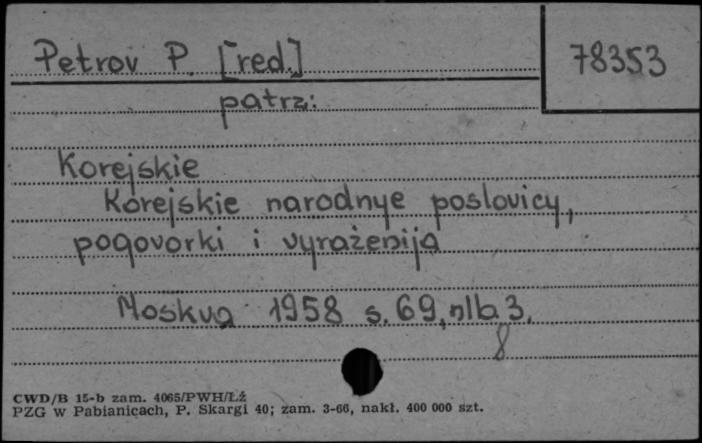 Petrov P. [red.]
78353
patrz:
Korejskie
Korejskie narodnye poslovicy,
pogovorki i vyrażenija
Moskva 1958 s. 69, nlb. 3.
8
CWD/B 15-b zam. 4065/PWH/Łź
PZG w Pabianicach, P. Skargi 40; zam. 3-66, nakł. 400 000 szt.